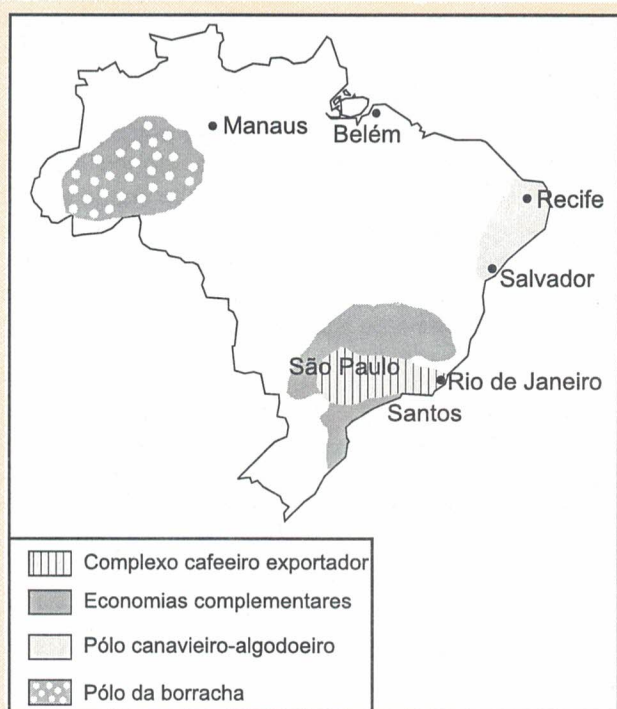 Manaus
Belém
Recife
Salvador
São Paulo
Rio de Janeiro
Santos
Complexo cafeeiro exportador
Economias complementares
Pólo canavieiro-algodoeiro
Pólo da borracha